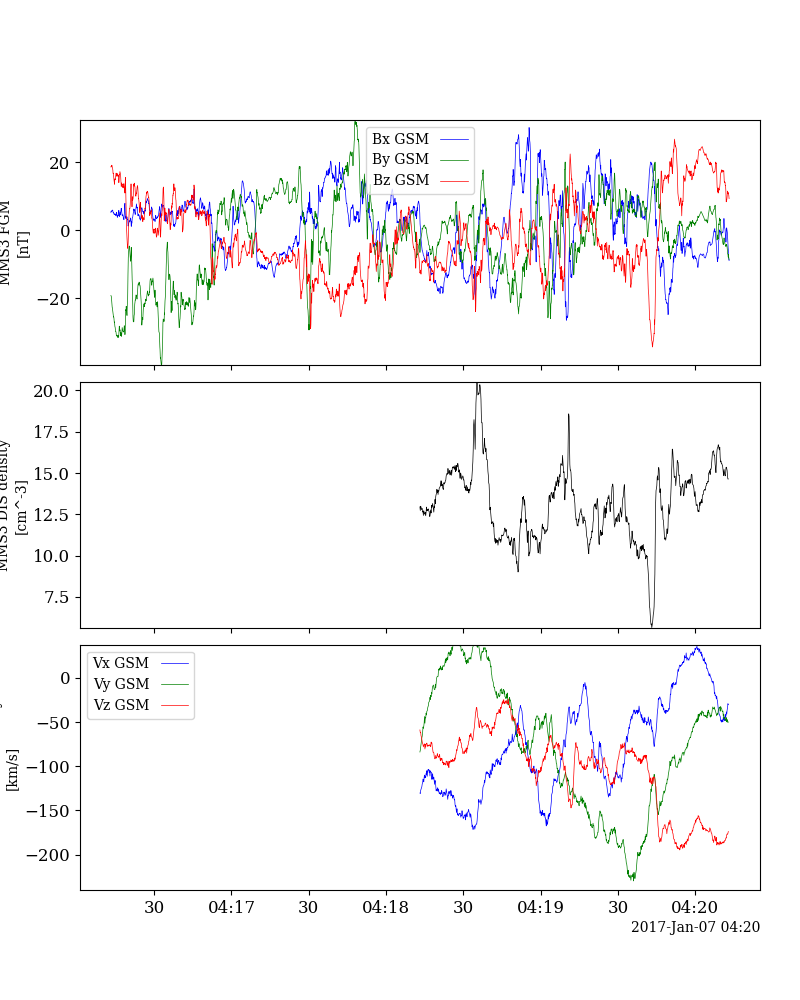 Bx GSM
By GSM
Bz GSM
20
0
−20
MMS3 FGM
[nT]
20.0
17.5
15.0
12.5
10.0
7.5
MMS3 DIS density
[cm^-3]
Vx GSM
Vy GSM
Vz GSM
0
−50
−100
−150
−200
[km/s]
30 04:17 30 04:18 30 04:19 30 04:20
2017-Jan-07 04:20